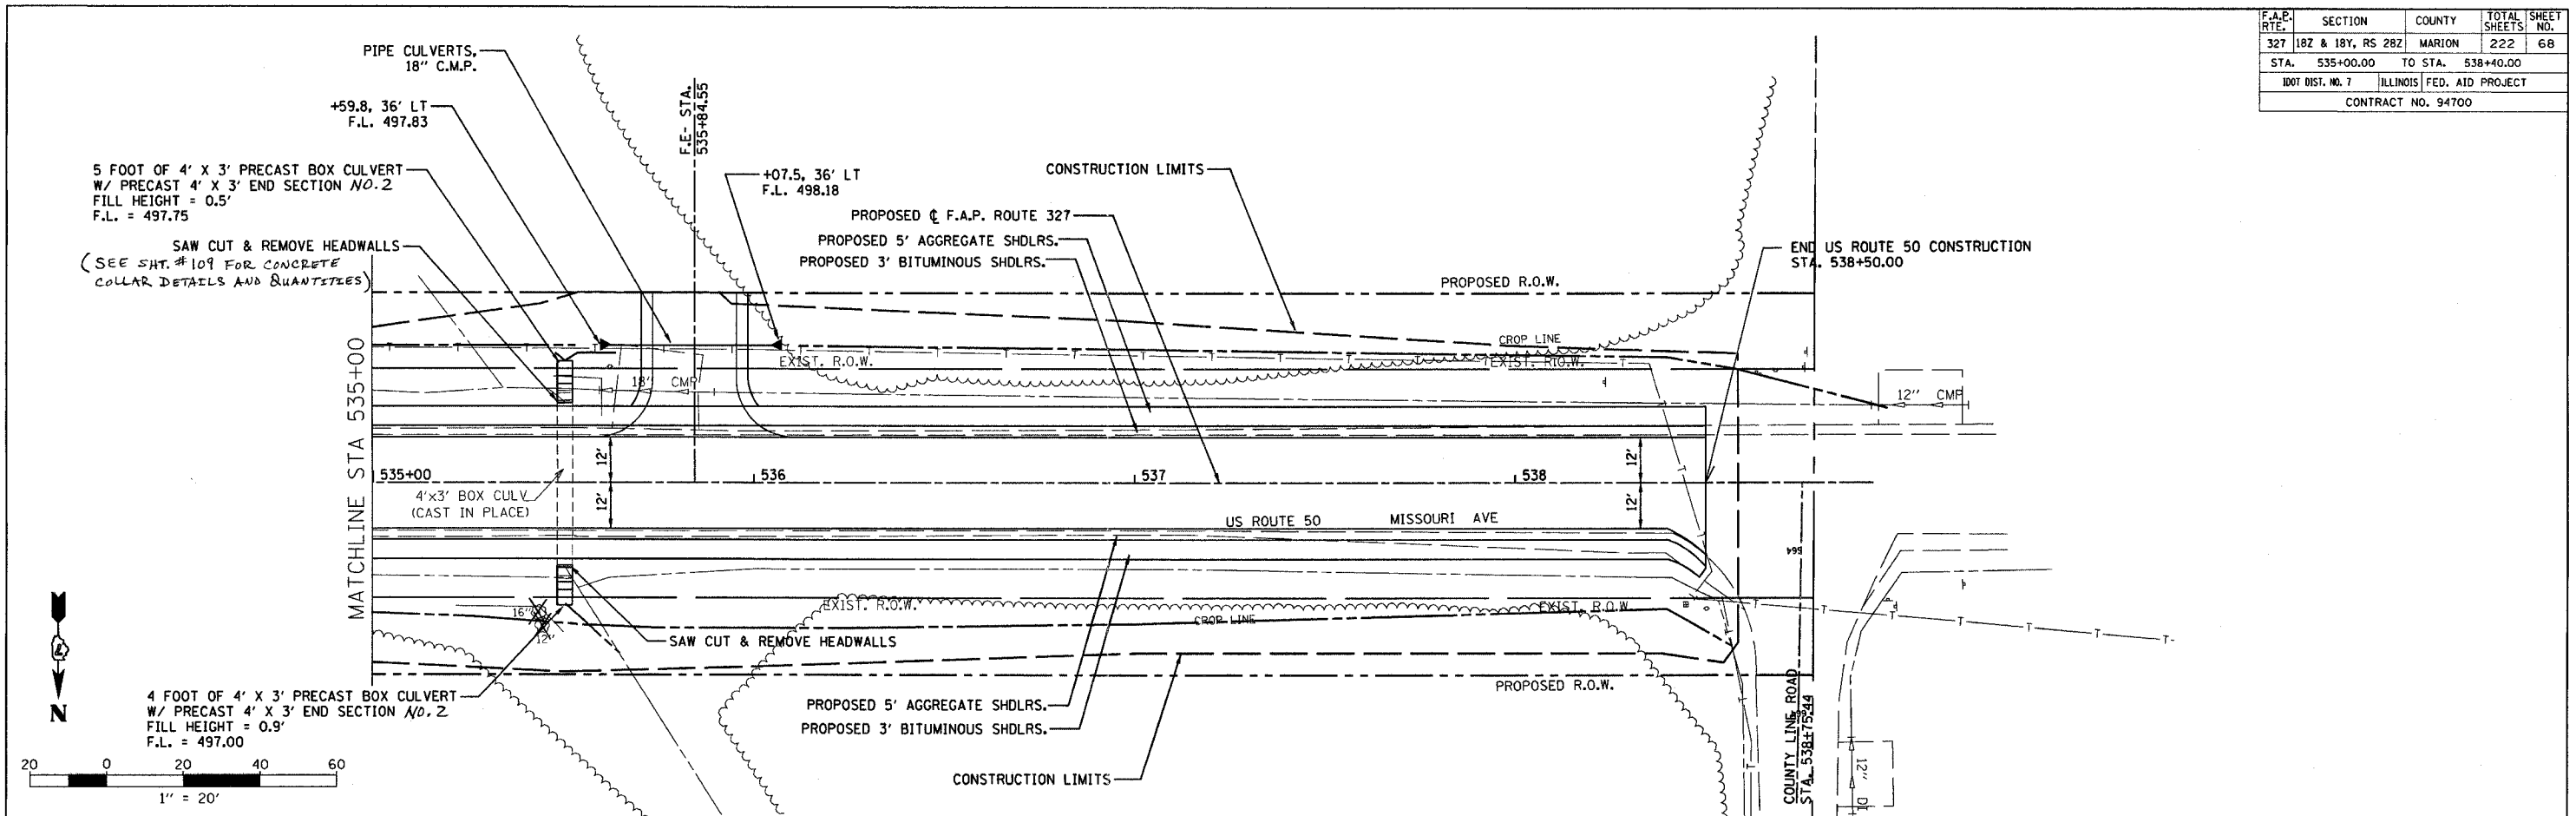 F.A.P. RTE. SECTION COUNTY TOTAL SHEETS SHEET NO.
327 18Z & 18Y, RS 28Z MARION 222 68
STA. 535+00.00 TO STA. 538+40.00
IDOT DIST. NO. 7 ILLINOIS FED. AID PROJECT
CONTRACT NO. 94700
PIPE CULVERTS,
18" C.M.P.
+59.8, 36' LT
F.L. 497.83
5 FOOT OF 4' X 3' PRECAST BOX CULVERT
W/ PRECAST 4' X 3' END SECTION NO. 2
FILL HEIGHT = 0.5'
F.L. = 497.75
SAW CUT & REMOVE HEADWALLS
(SEE SHT. #109 FOR CONCRETE
COLLAR DETAILS AND QUANTITIES)
F.E- STA.
535+84.55
+07.5, 36' LT
F.L. 498.18
CONSTRUCTION LIMITS
PROPOSED ℄ F.A.P. ROUTE 327
PROPOSED 5' AGGREGATE SHDLRS.
PROPOSED 3' BITUMINOUS SHDLRS.
END US ROUTE 50 CONSTRUCTION
STA. 538+50.00
PROPOSED R.O.W.
CROP LINE
EXIST. R.O.W.
EXIST. R.O.W.
18" CMP
12" CMP
MATCHLINE STA 535+00
12'
12'
535+00
536
537
538
12'
12'
4'x3' BOX CULV
(CAST IN PLACE)
US ROUTE 50 MISSOURI AVE
664
EXIST. R.O.W.
EXIST. R.O.W.
CROP LINE
16"
12"
SAW CUT & REMOVE HEADWALLS
PROPOSED R.O.W.
4 FOOT OF 4' X 3' PRECAST BOX CULVERT
W/ PRECAST 4' X 3' END SECTION NO. 2
FILL HEIGHT = 0.9'
F.L. = 497.00
PROPOSED 5' AGGREGATE SHDLRS.
PROPOSED 3' BITUMINOUS SHDLRS.
CONSTRUCTION LIMITS
COUNTY LINE ROAD
STA. 538+75.44
12" DI
N
20 0 20 40 60
1" = 20'